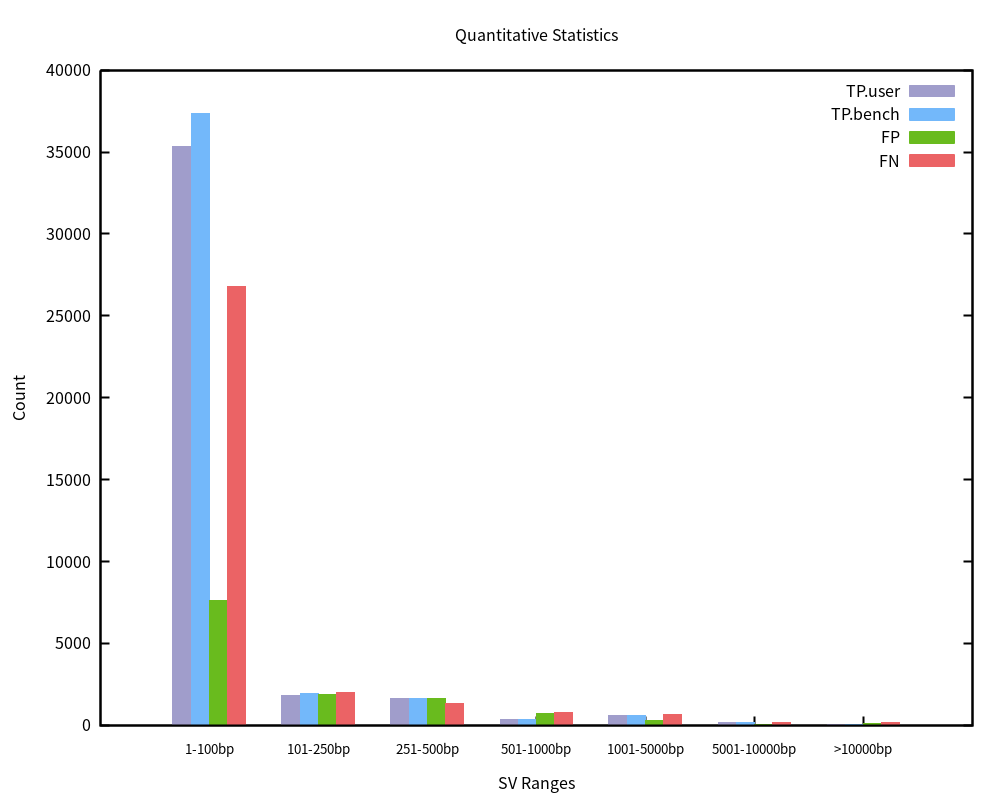 Quantitative Statistics
40000
35000
30000
25000
20000
15000
10000
5000
0
Count
TP.user
TP.bench
FP
FN
1-100bp
101-250bp
251-500bp
501-1000bp
1001-5000bp
5001-10000bp
>10000bp
SV Ranges